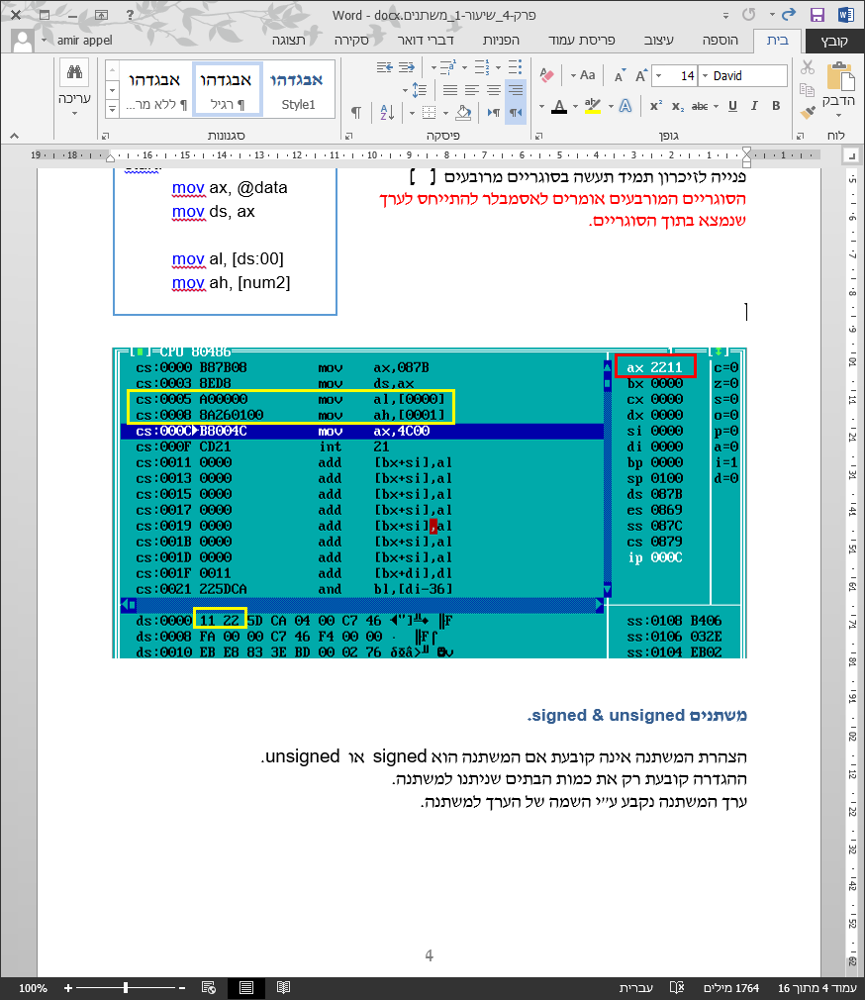 פרק-4_שיעור-1_משתנים.docx - Word
קובץ
בית
הוספה
עיצוב
פריסת עמוד
הפניות
דברי דואר
סקירה
תצוגה
amir appel
הדבק
לוח
David
14
Aa
B I U abc x₂ x²
גופן
פיסקה
אבגדהו
Style1
אבגדהו
¶ רגיל
אבגדהו
¶ ללא מר...
סגנונות
עריכה
פנייה לזיכרון תמיד תעשה בסוגריים מרובעים [ ]
הסוגריים המורבעים אומרים לאסמבלר להתייחס לערך
שנמצא בתוך הסוגריים.
mov ax, @data
mov ds, ax
mov al, [ds:00]
mov ah, [num2]
CPU 80486
cs:0000 B87B08 mov ax,087B
cs:0003 8ED8 mov ds,ax
cs:0005 A00000 mov al,[0000]
cs:0008 8A260100 mov ah,[0001]
cs:000C►B8004C mov ax,4C00
cs:000F CD21 int 21
cs:0011 0000 add [bx+si],al
cs:0013 0000 add [bx+si],al
cs:0015 0000 add [bx+si],al
cs:0017 0000 add [bx+si],al
cs:0019 0000 add [bx+si],al
cs:001B 0000 add [bx+si],al
cs:001D 0000 add [bx+si],al
cs:001F 0011 add [bx+di],dl
cs:0021 225DCA and bl,[di-36]
ax 2211 c=0
bx 0000 z=0
cx 0000 s=0
dx 0000 o=0
si 0000 p=0
di 0000 a=0
bp 0000 i=1
sp 0100 d=0
ds 087B
es 0869
ss 087C
cs 0879
ip 000C
ds:0000 11 22 5D CA 04 00 C7 46
ds:0008 FA 00 00 C7 46 F4 00 00
ds:0010 EB E8 83 3E BD 00 02 76
ss:0108 B406
ss:0106 032E
ss:0104 EB02
משתנים signed & unsigned.
הצהרת המשתנה אינה קובעת אם המשתנה הוא signed או unsigned.
ההגדרה קובעת רק את כמות הבתים שניתנו למשתנה.
ערך המשתנה נקבע ע״י השמה של הערך למשתנה.
4
עמוד 4 מתוך 16
1764 מילים
עברית
100%